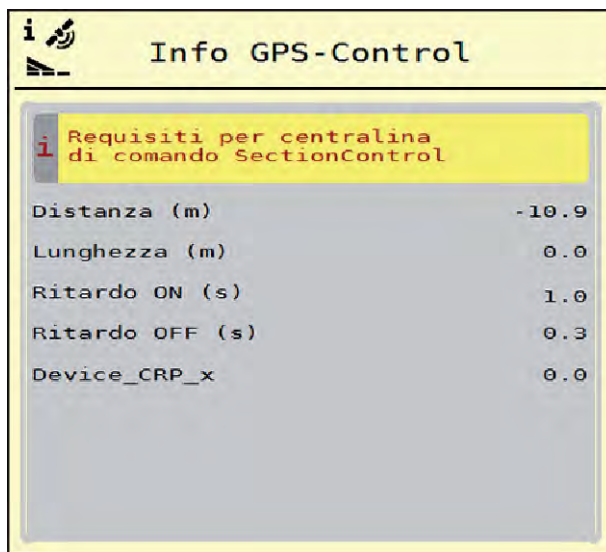 i
Info GPS-Control
i
Requisiti per centralina
di comando SectionControl
Distanza (m) -10.9
Lunghezza (m) 0.0
Ritardo ON (s) 1.0
Ritardo OFF (s) 0.3
Device_CRP_x 0.0